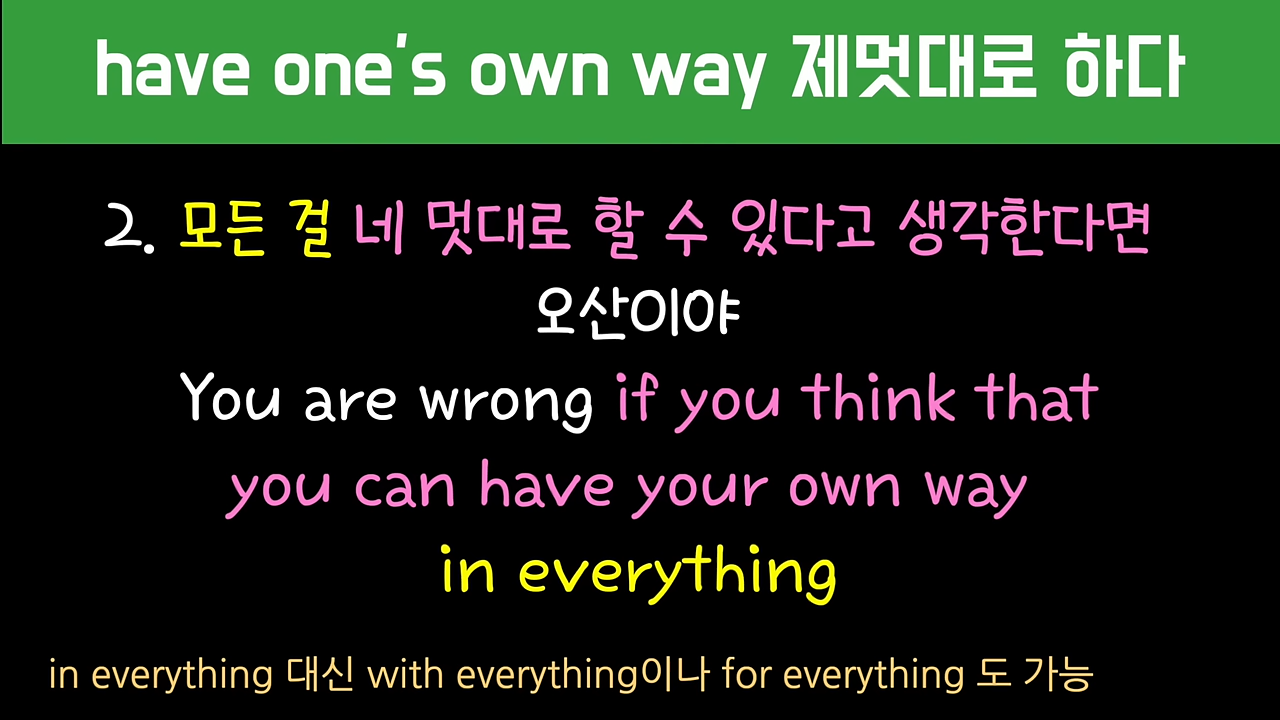 have one's own way 제멋대로 하다
2. 모든 걸 네 멋대로 할 수 있다고 생각한다면
오산이야
You are wrong if you think that
you can have your own way
in everything
in everything 대신 with everything이나 for everything 도 가능